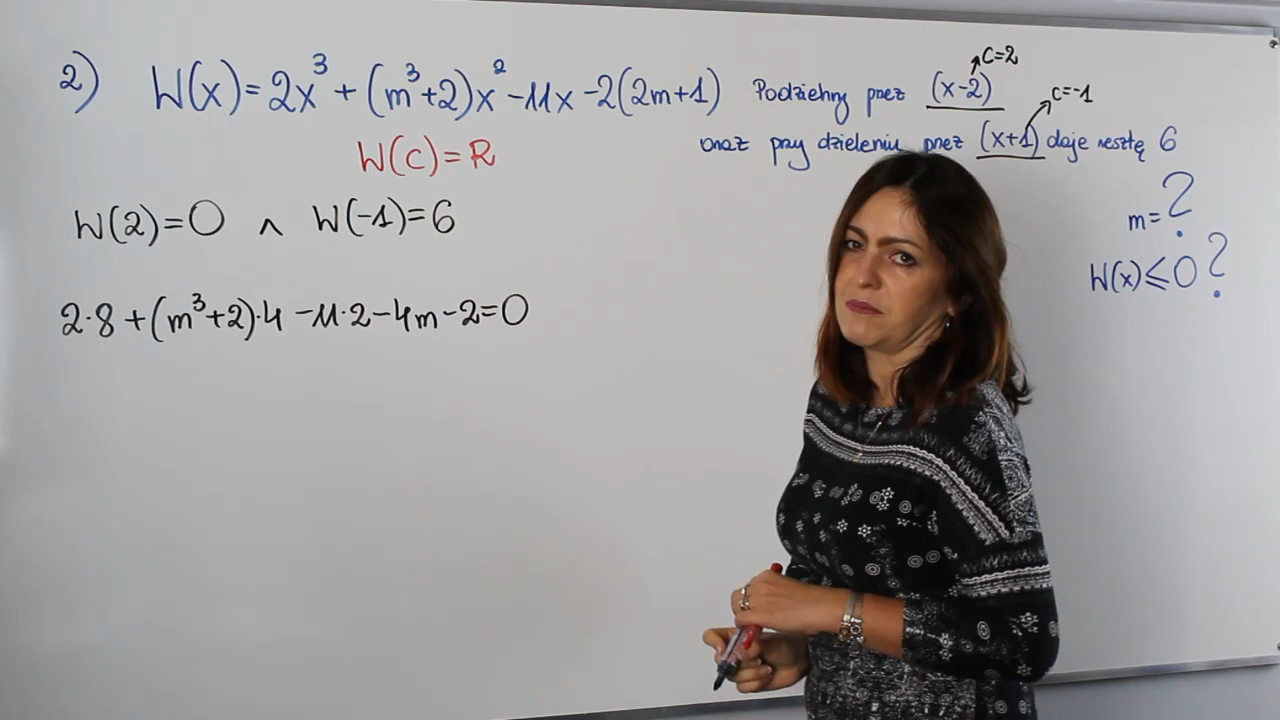 2) W(x)=2x³+(m³+2)x²-11x-2(2m+1) Podzielny przez (x-2) C=2
oraz przy dzieleniu przez (x+1) daje resztę 6 C=-1
W(C)=R
W(2)=0 ∧ W(-1)=6
m=?
W(x)≤0 ?
2·8+(m³+2)·4-11·2-4m-2=0